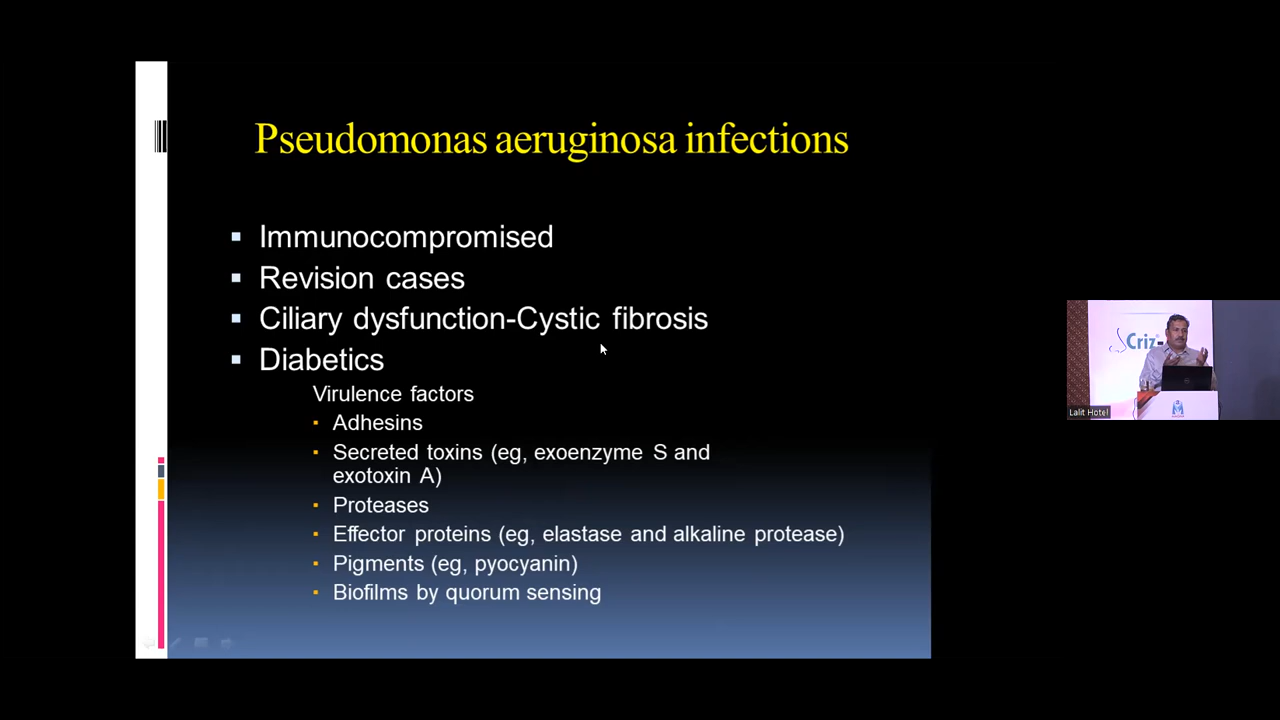 Pseudomonas aeruginosa infections
Immunocompromised
Revision cases
Ciliary dysfunction-Cystic fibrosis
Diabetics
Virulence factors
Adhesins
Secreted toxins (eg, exoenzyme S and
exotoxin A)
Proteases
Effector proteins (eg, elastase and alkaline protease)
Pigments (eg, pyocyanin)
Biofilms by quorum sensing
Criz
Lalit Hotel